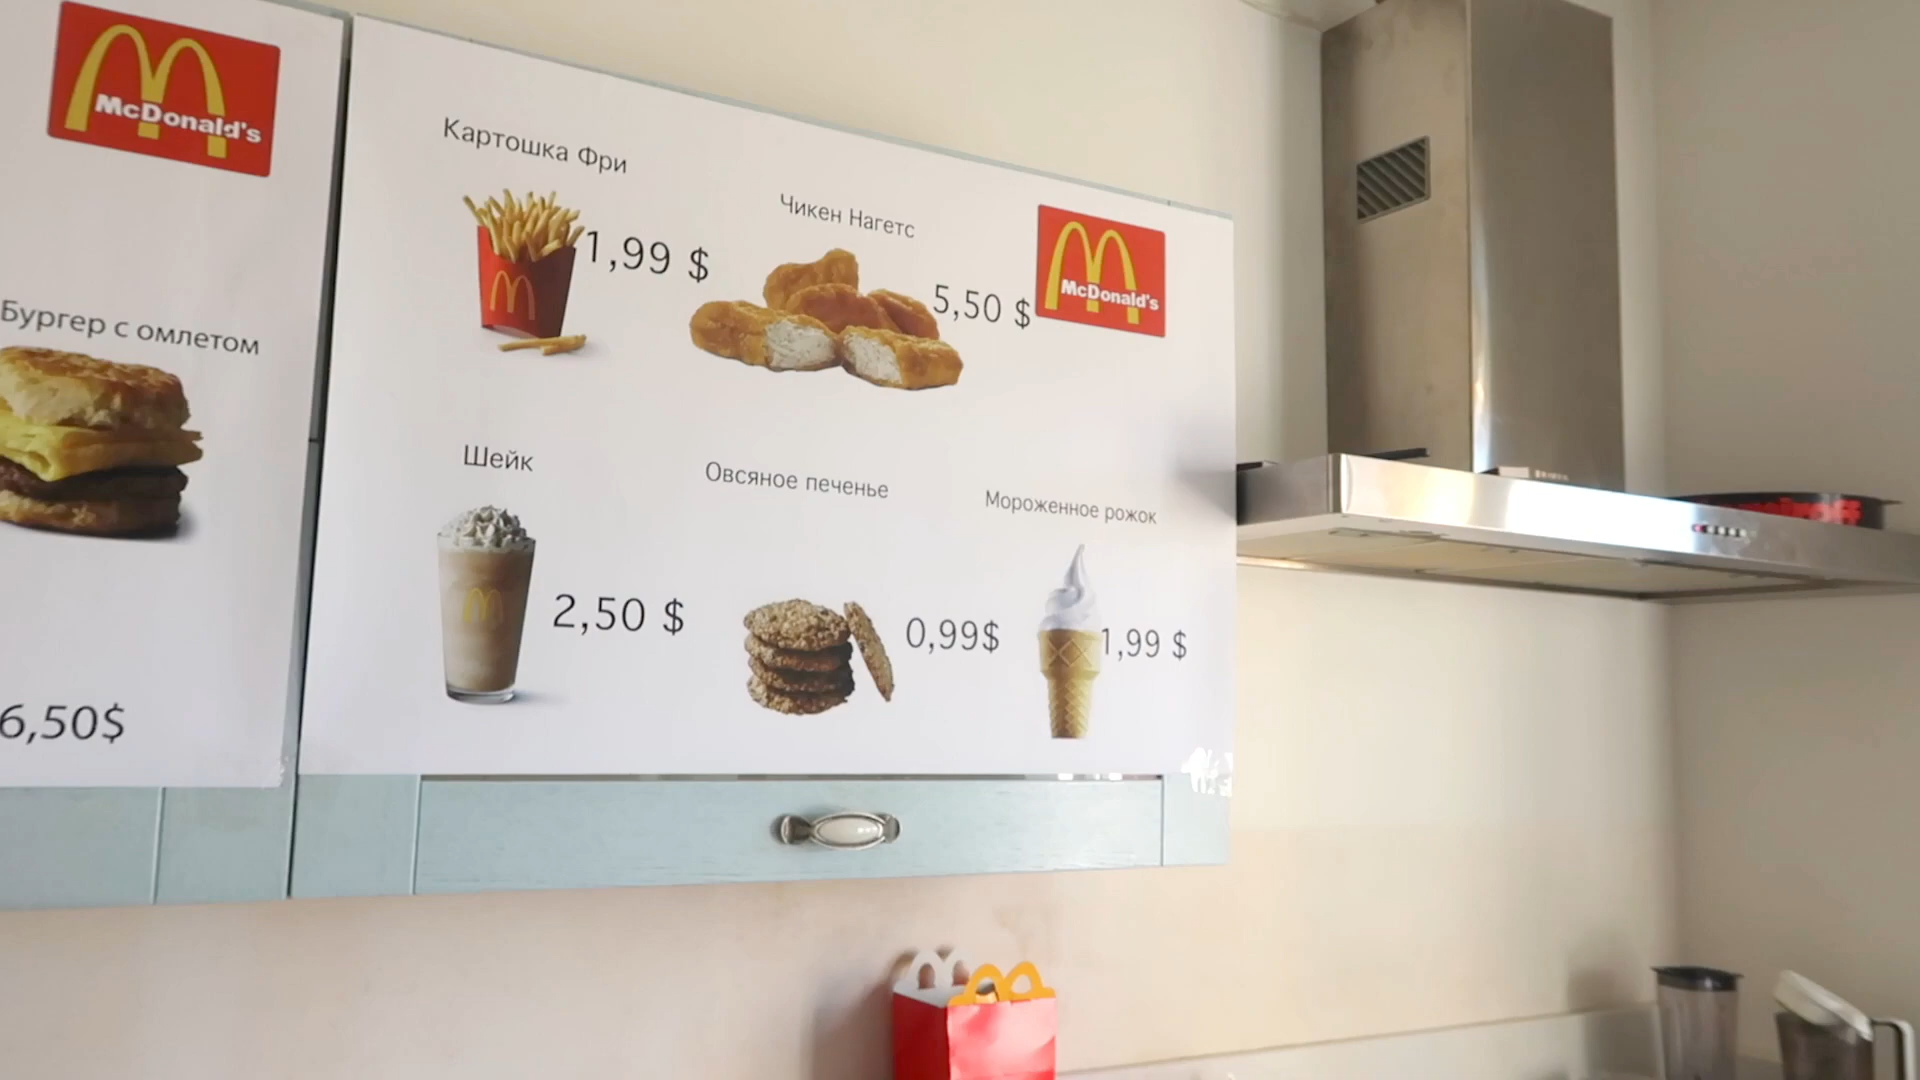 McDonald's
Бургер с омлетом
6,50$
Картошка Фри
1,99 $
Чикен Нагетс
5,50 $
McDonald's
Шейк
2,50 $
Овсяное печенье
0,99$
Мороженное рожок
1,99 $